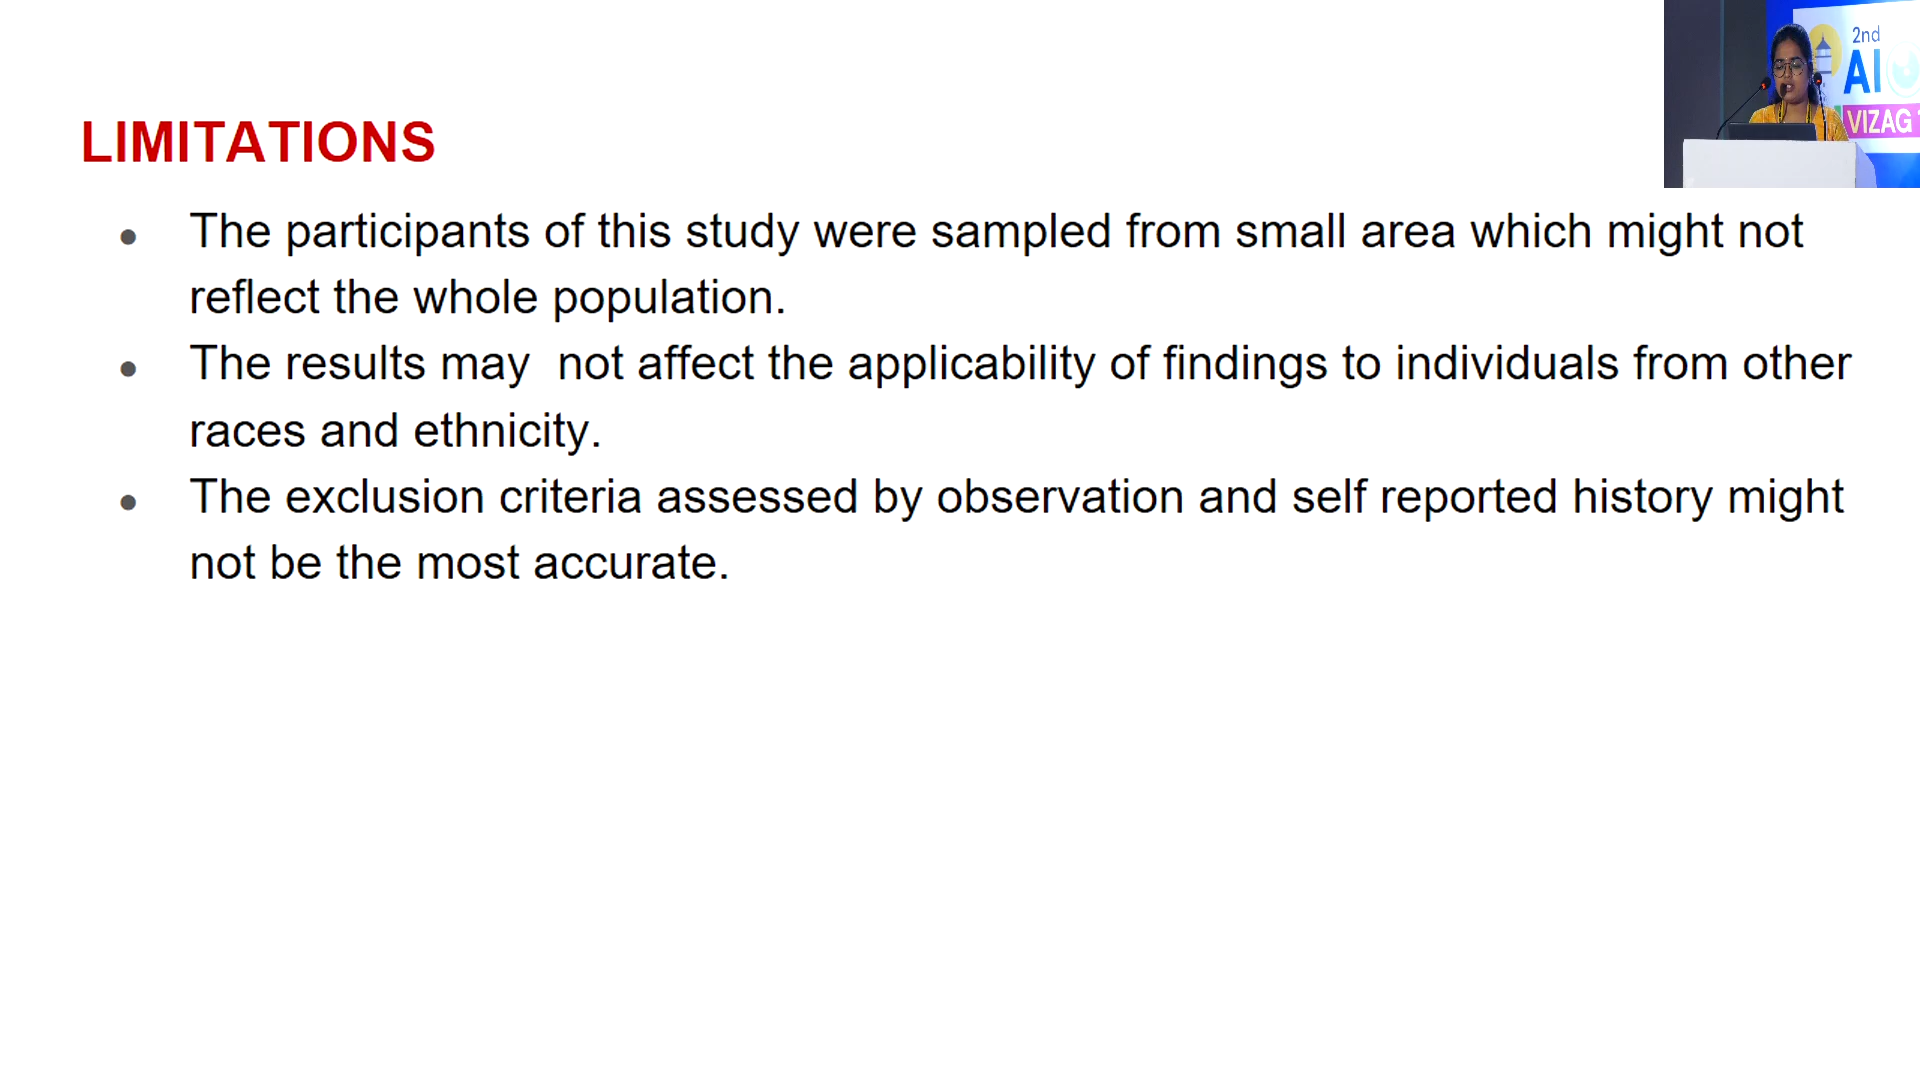 LIMITATIONS
The participants of this study were sampled from small area which might not
reflect the whole population.
The results may  not affect the applicability of findings to individuals from other
races and ethnicity.
The exclusion criteria assessed by observation and self reported history might
not be the most accurate.
2nd
AI
VIZAG